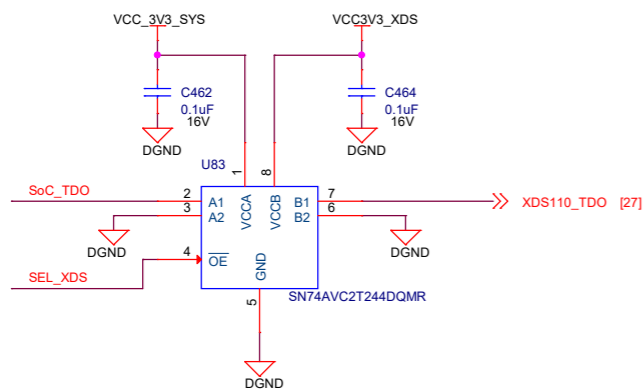 VCC_3V3_SYS
VCC3V3_XDS
C462
0.1uF
16V
C464
0.1uF
16V
DGND
DGND
U83
1
8
SoC_TDO
2
A1
VCCA
VCCB
B1
7
XDS110_TDO [27]
3
A2
B2
6
DGND
DGND
SEL_XDS
4
OE
GND
5
SN74AVC2T244DQMR
DGND